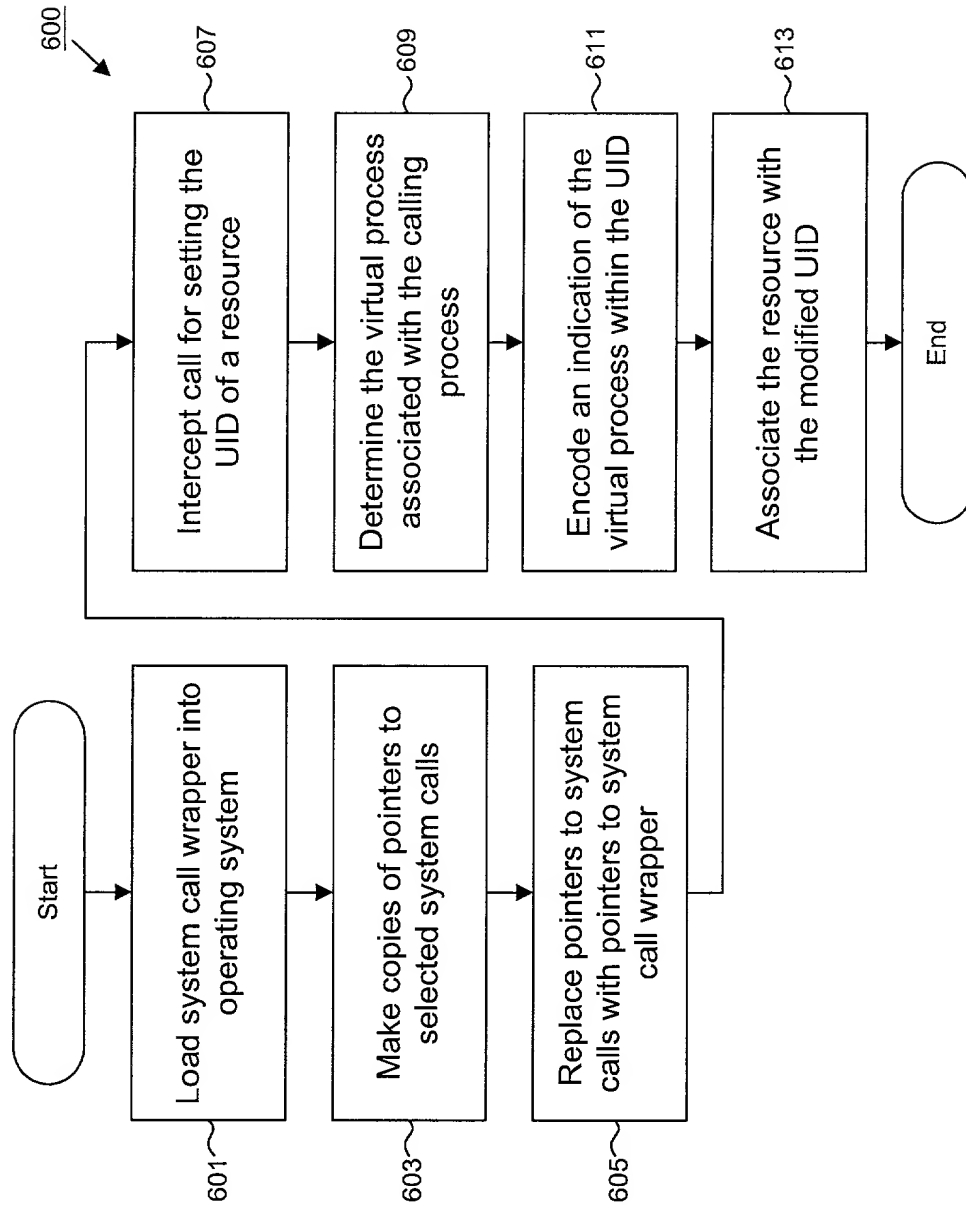 600
Start
601
Load system call wrapper into
operating system
603
Make copies of pointers to
selected system calls
605
Replace pointers to system
calls with pointers to system
call wrapper
607
Intercept call for setting the
UID of a resource
609
Determine the virtual process
associated with the calling
process
611
Encode an indication of the
virtual process within the UID
613
Associate the resource with
the modified UID
End